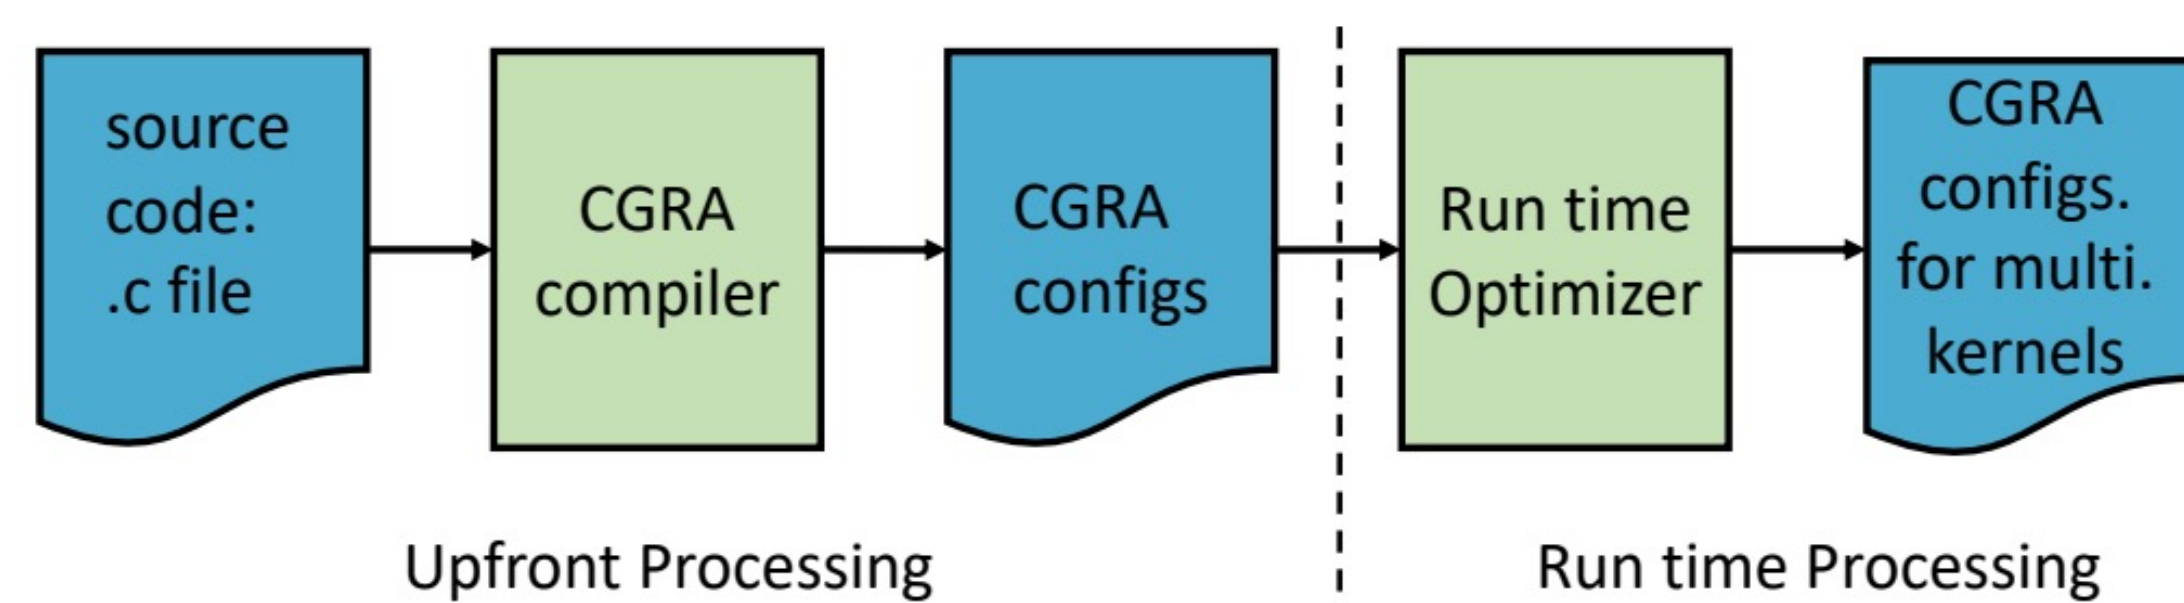 source
code:
.c file
CGRA
compiler
CGRA
configs
Run time
Optimizer
CGRA
configs.
for multi.
kernels
Upfront Processing
Run time Processing